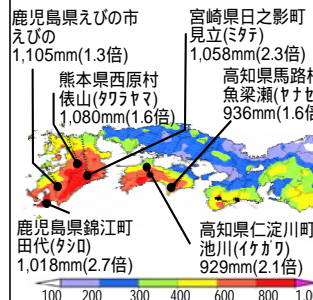 鹿児島県えびの市
えびの
1,105mm(1.3倍)
宮崎県日之影町
見立(ﾐﾀﾃ)
1,058mm(2.3倍)
熊本県西原村
俵山(ﾀﾜﾗﾔﾏ)
1,080mm(1.6倍)
高知県馬路村
魚梁瀬(ﾔﾅｾ
936mm(1.6倍
鹿児島県錦江町
田代(ﾀｼﾛ)
1,018mm(2.7倍)
高知県仁淀川町
池川(ｲｹｶﾞﾜ)
929mm(2.1倍)
100 200 300 400 600 800 1,0